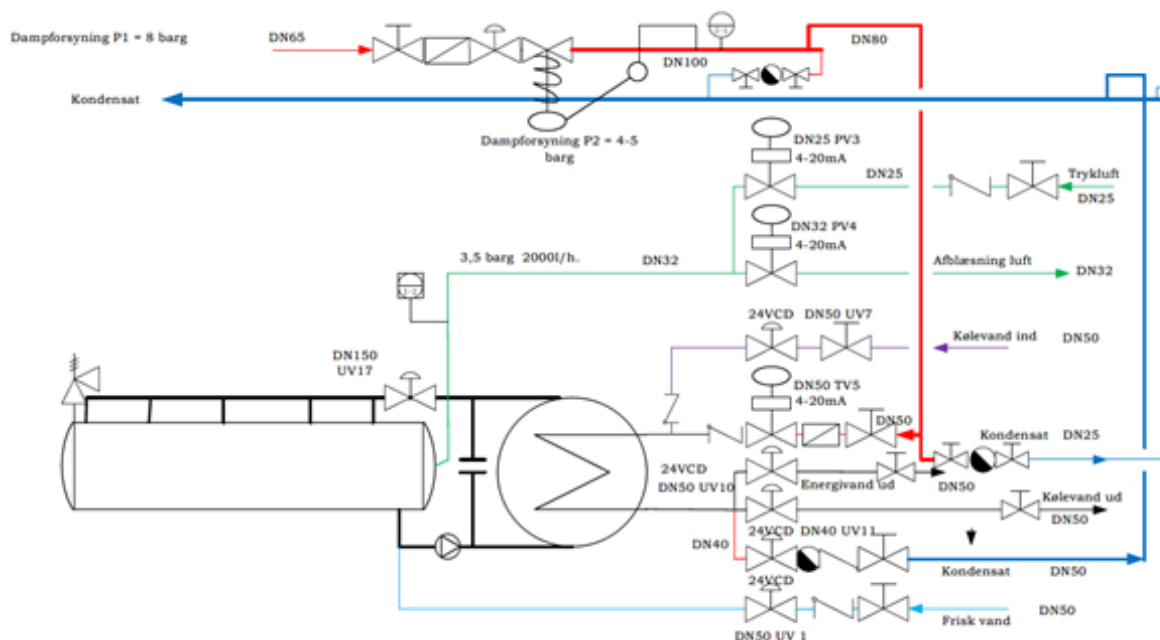 Dampforsyning P1 = 8 barg
DN65
DN80
DN100
Kondensat
Dampforsyning P2 = 4-5
barg
DN25 PV3
4-20mA
DN25
Trykluft
DN25
DN32 PV4
4-20mA
3,5 barg 2000l/h.
DN32
Afblæsning luft
DN32
24VCD
DN50 UV7
Kølevand ind
DN50
DN150
UV17
DN50 TV5
4-20mA
DN50
Kondensat
DN25
24VCD
DN50 UV10
Energivand ud
DN50
Kølevand ud
DN50
24VCD
DN40 UV11
DN40
Kondensat
DN50
24VCD
DN50
Frisk vand
DN50 UV 1